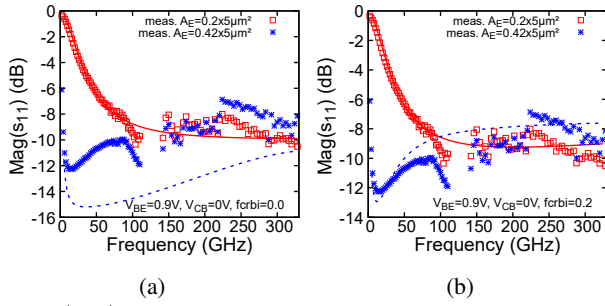 0
-2
-4
-6
-8
-10
-12
-14
-16
Mag(s11) (dB)
meas. AE=0.2x5µm²
meas. AE=0.42x5µm²
VBE=0.9V, VCB=0V, fcrbi=0.0
0 50 100 150 200 250 300
Frequency (GHz)
(a)
0
-2
-4
-6
-8
-10
-12
-14
Mag(s11) (dB)
meas. AE=0.2x5µm²
meas. AE=0.42x5µm²
VBE=0.9V, VCB=0V, fcrbi=0.2
0 50 100 150 200 250 300
Frequency (GHz)
(b)